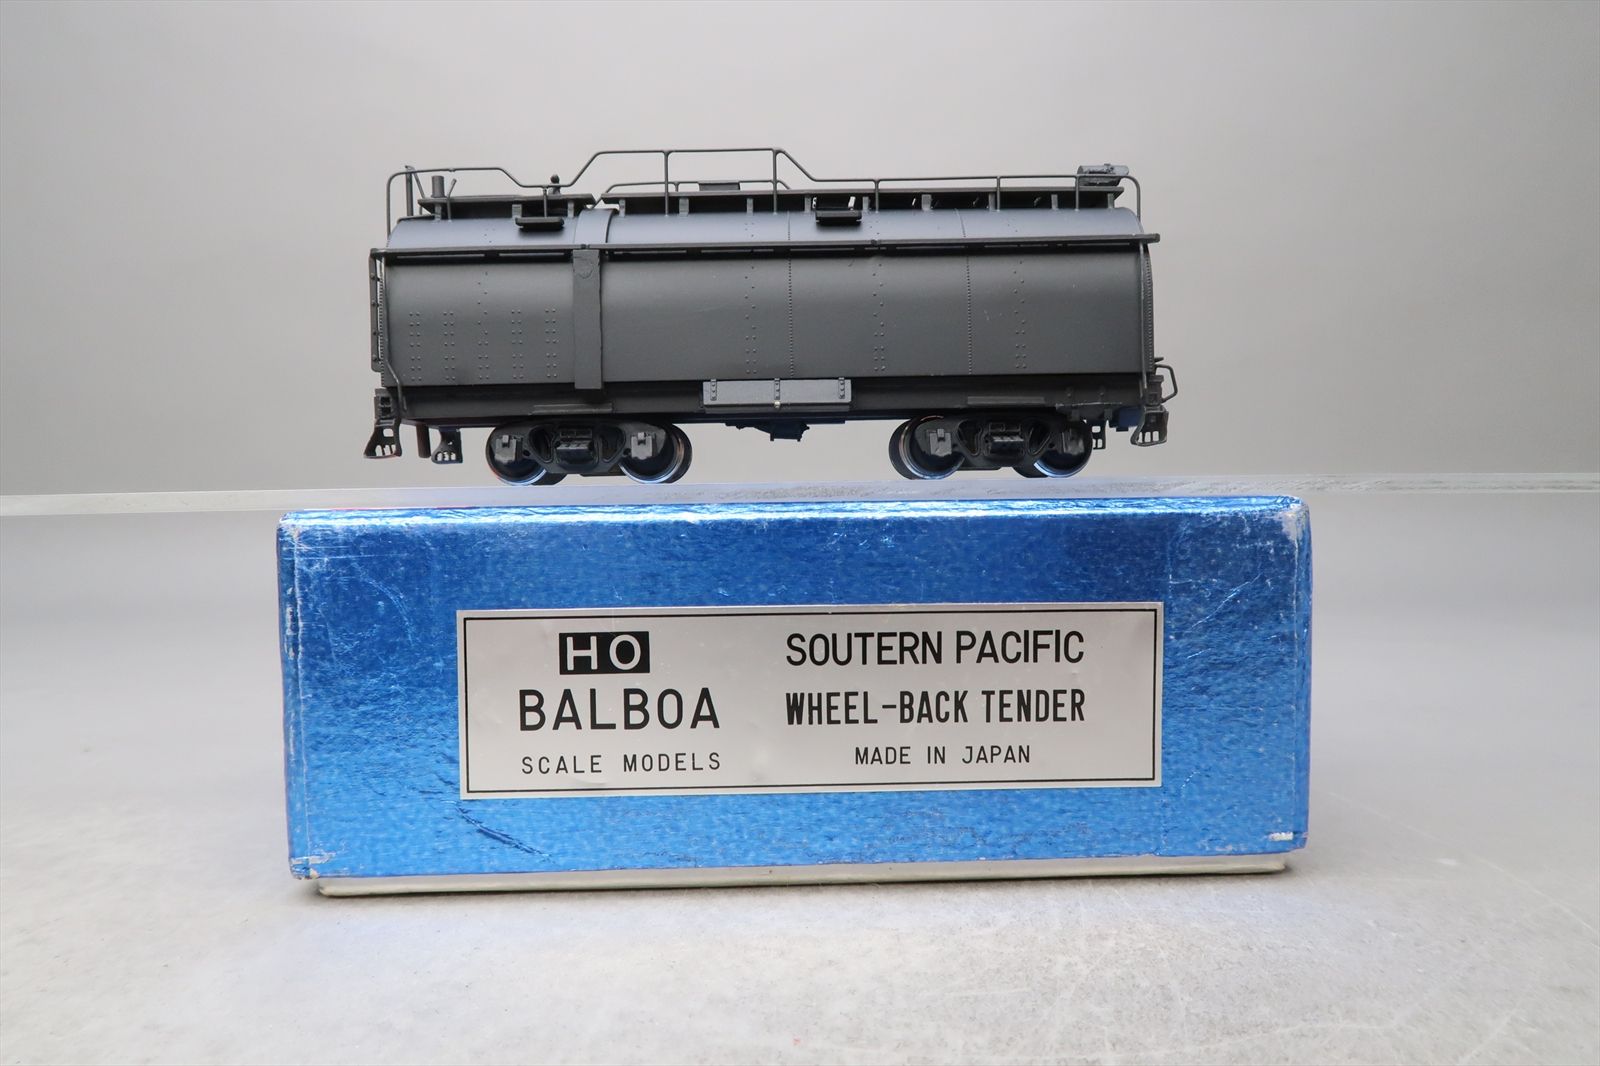 HO
BALBOA
SCALE MODELS
SOUTERN PACIFIC
WHEEL-BACK TENDER
MADE IN JAPAN